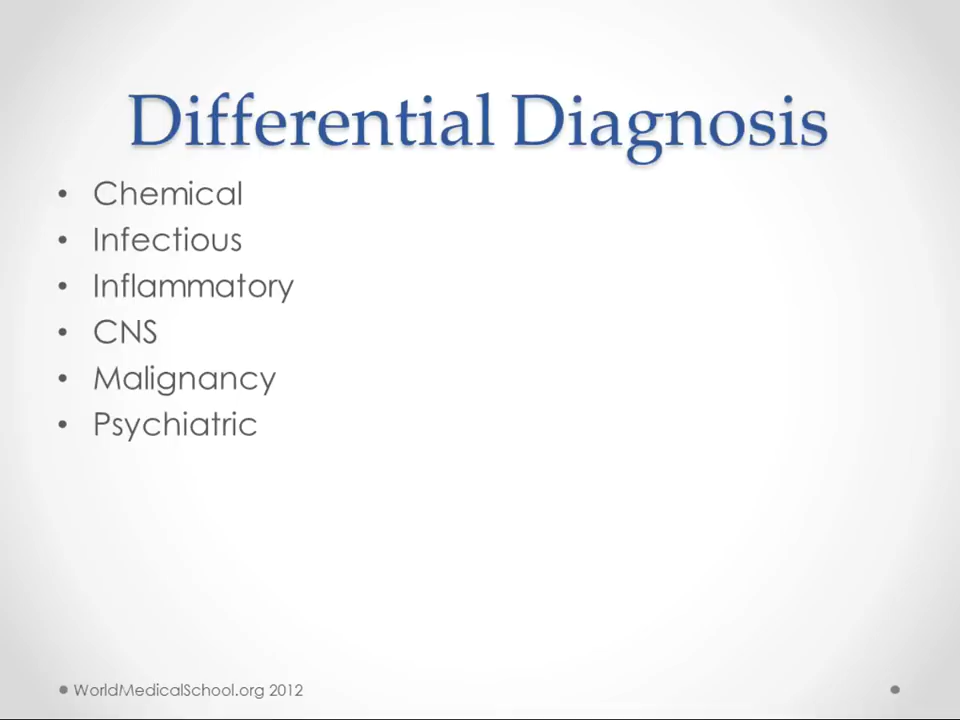 Differential Diagnosis
• Chemical
• Infectious
• Inflammatory
• CNS
• Malignancy
• Psychiatric
WorldMedicalSchool.org 2012